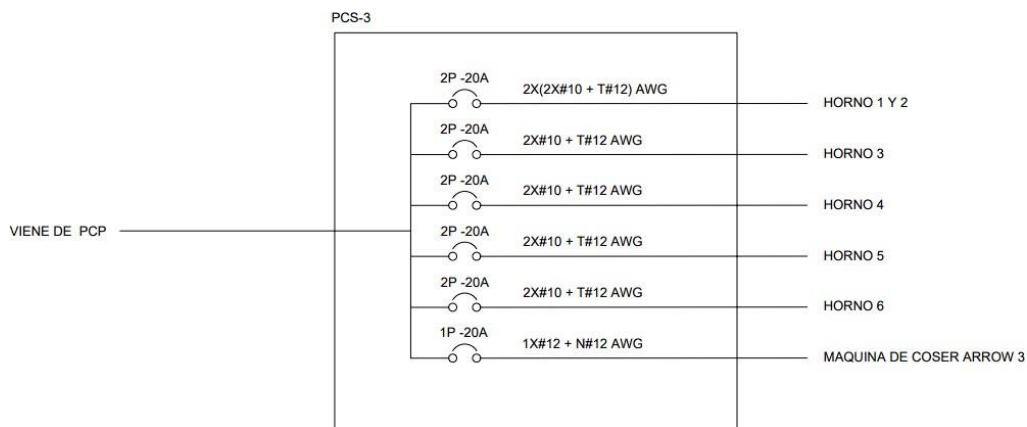 PCS-3
2P -20A
2X(2X#10 + T#12) AWG
HORNO 1 Y 2
2P -20A
2X#10 + T#12 AWG
HORNO 3
2P -20A
2X#10 + T#12 AWG
HORNO 4
VIENE DE PCP
2P -20A
2X#10 + T#12 AWG
HORNO 5
2P -20A
2X#10 + T#12 AWG
HORNO 6
1P -20A
1X#12 + N#12 AWG
MAQUINA DE COSER ARROW 3